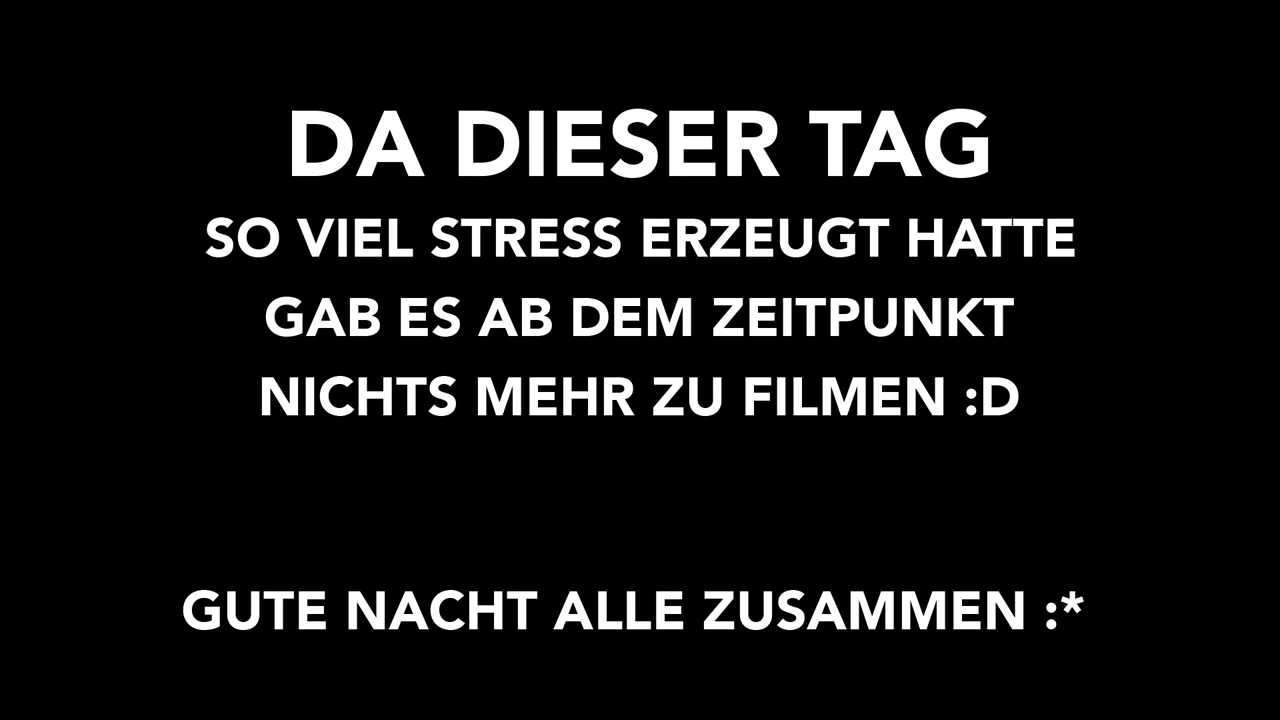 DA DIESER TAG
SO VIEL STRESS ERZEUGT HATTE
GAB ES AB DEM ZEITPUNKT
NICHTS MEHR ZU FILMEN :D
GUTE NACHT ALLE ZUSAMMEN :*